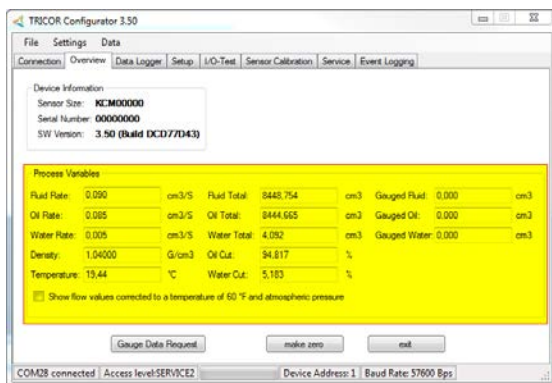 TRICOR Configurator 3.50
File Settings Data
Connection Overview Data Logger Setup I/O-Test Sensor Calibration Service Event Logging
Device Information
Sensor Size: KCM00000
Serial Number: 00000000
SW Version: 3.50 (Build DCD77D43)
Process Variables
Fluid Rate: 0.090 cm3/S Fluid Total: 8448,754 cm3 Gauged Fluid: 0,000 cm3
Oil Rate: 0.085 cm3/S Oil Total: 8444,665 cm3 Gauged Oil: 0,000 cm3
Water Rate: 0.005 cm3/S Water Total: 4,092 cm3 Gauged Water: 0,000 cm3
Density: 1,04000 G/cm3 Oil Cut: 94,817 %
Temperature: 19,44 °C Water Cut: 5,183 %
Show flow values corrected to a temperature of 60 °F and atmospheric pressure
Gauge Data Request make zero exit
COM28 connected Access level:SERVICE2 Device Address: 1 Baud Rate: 57600 Bps